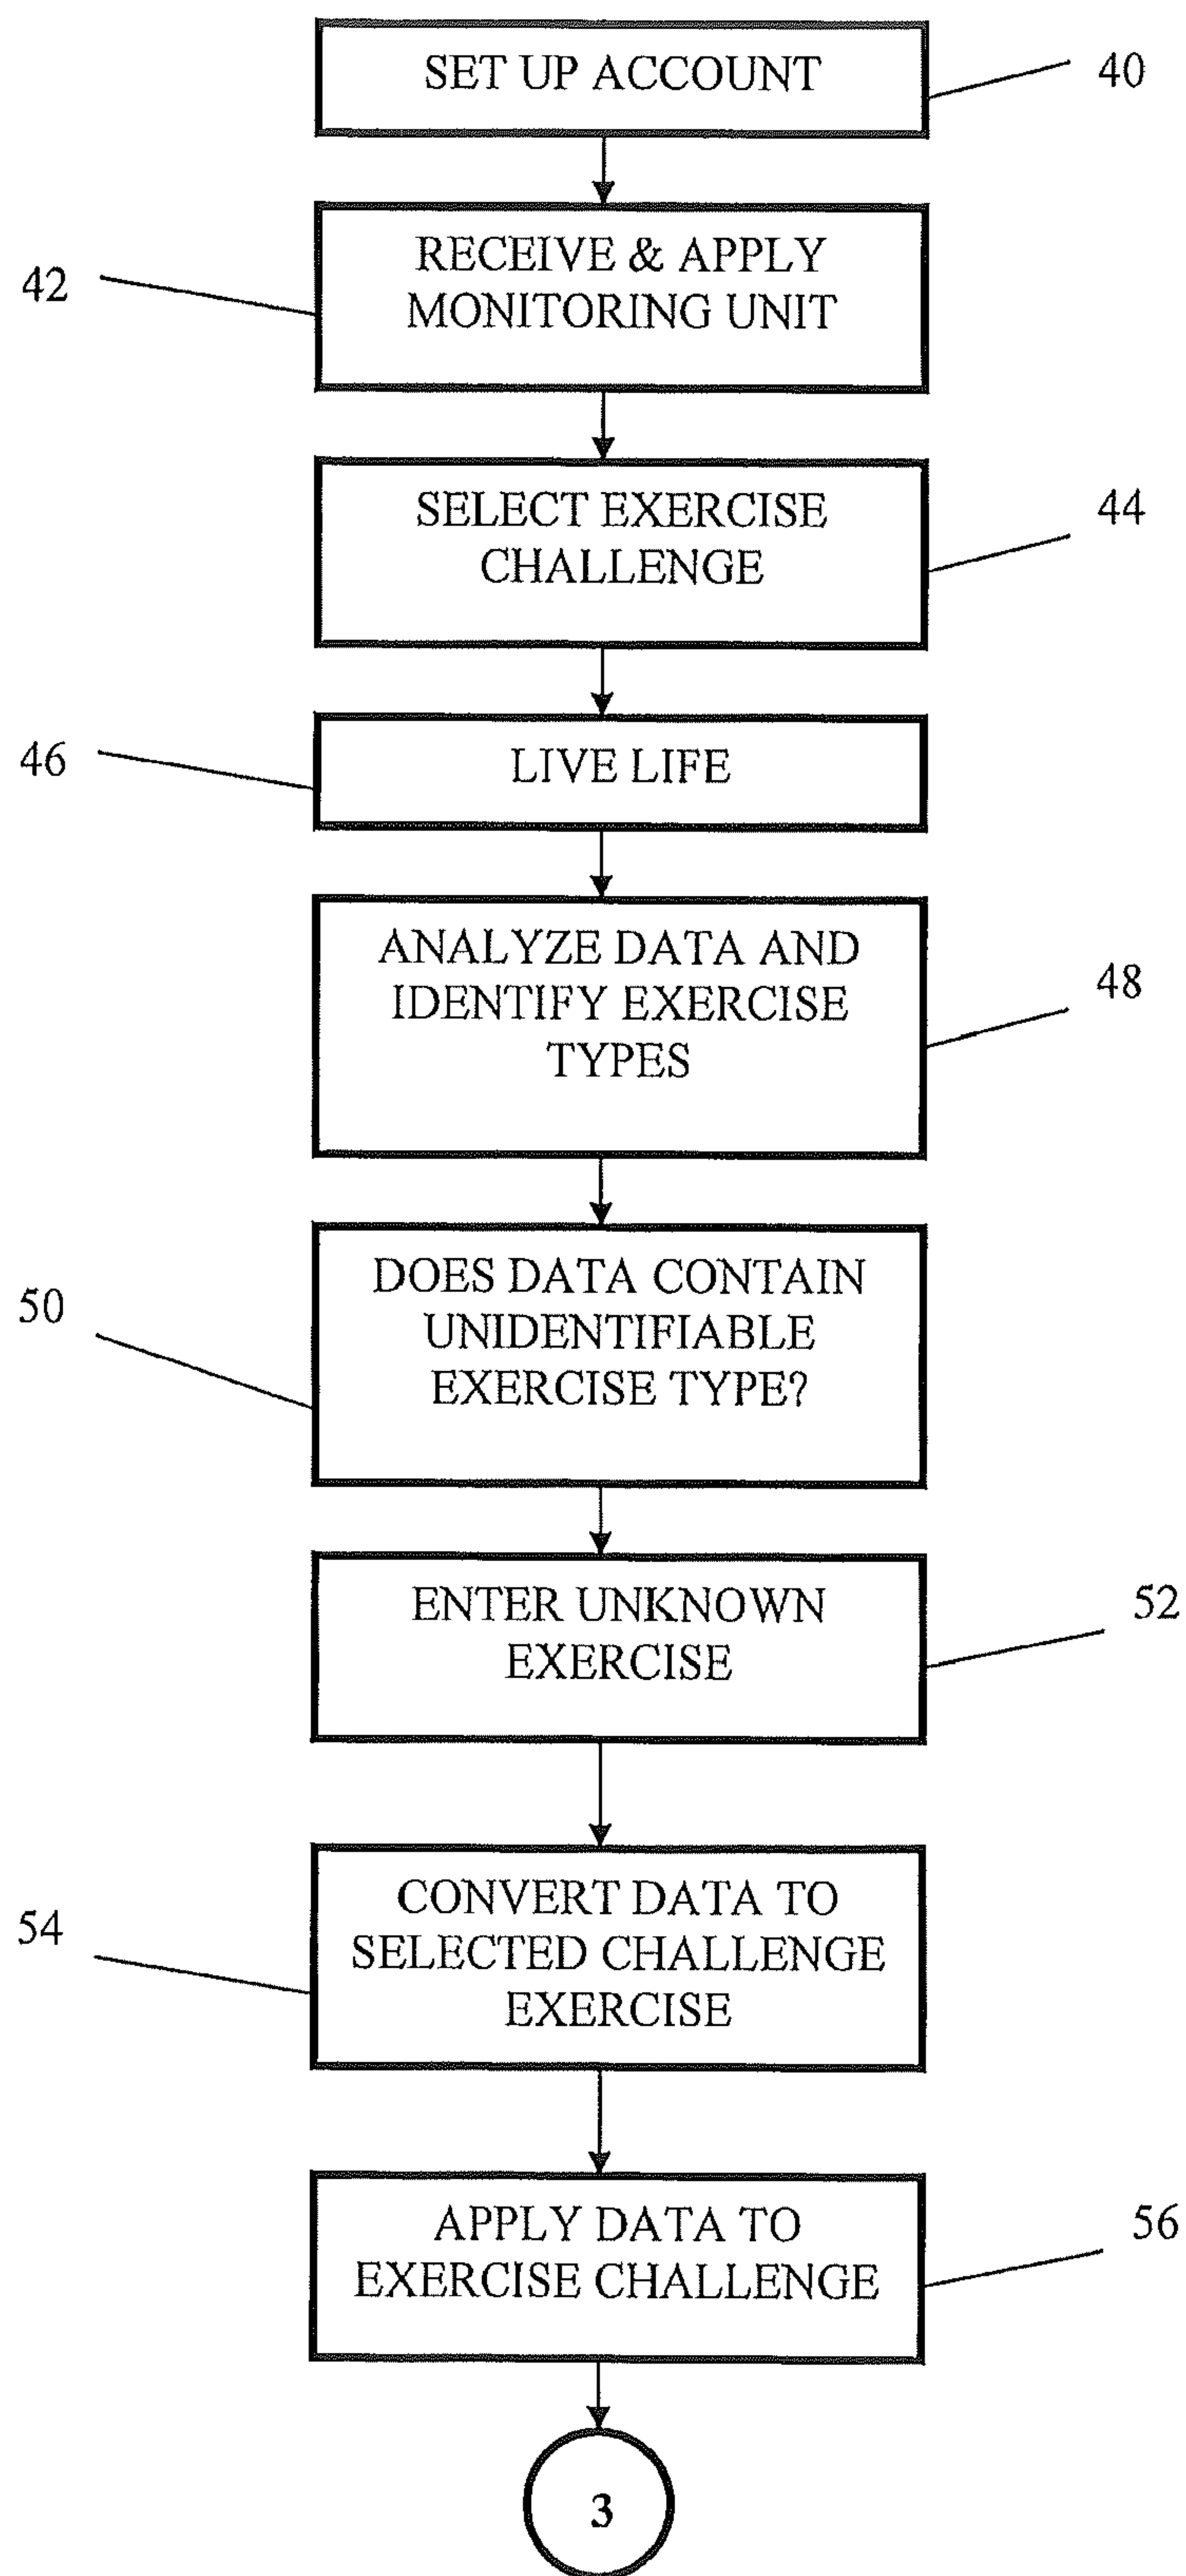 SET UP ACCOUNT
40
RECEIVE & APPLY
MONITORING UNIT
42
SELECT EXERCISE
CHALLENGE
44
LIVE LIFE
46
ANALYZE DATA AND
IDENTIFY EXERCISE
TYPES
48
DOES DATA CONTAIN
UNIDENTIFIABLE
EXERCISE TYPE?
50
ENTER UNKNOWN
EXERCISE
52
CONVERT DATA TO
SELECTED CHALLENGE
EXERCISE
54
APPLY DATA TO
EXERCISE CHALLENGE
56
3